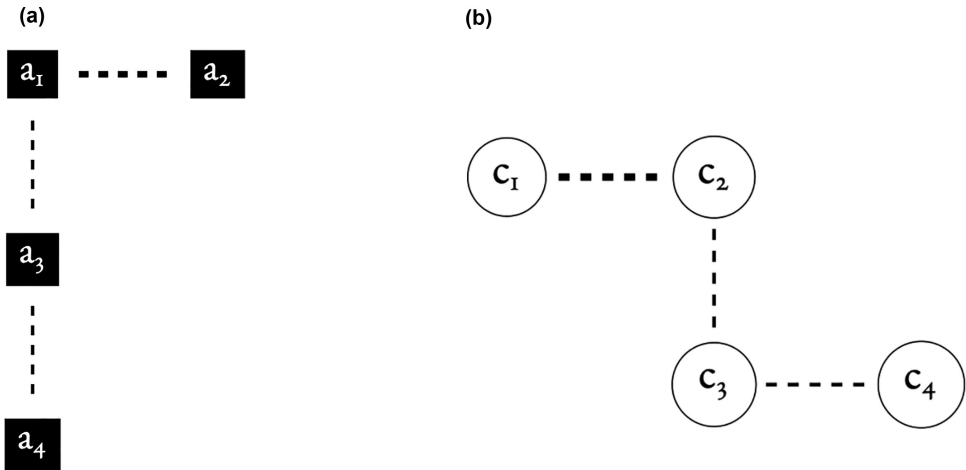 (a)
a₁ a₂
a₃
a₄
(b)
c₁ c₂
c₃ c₄